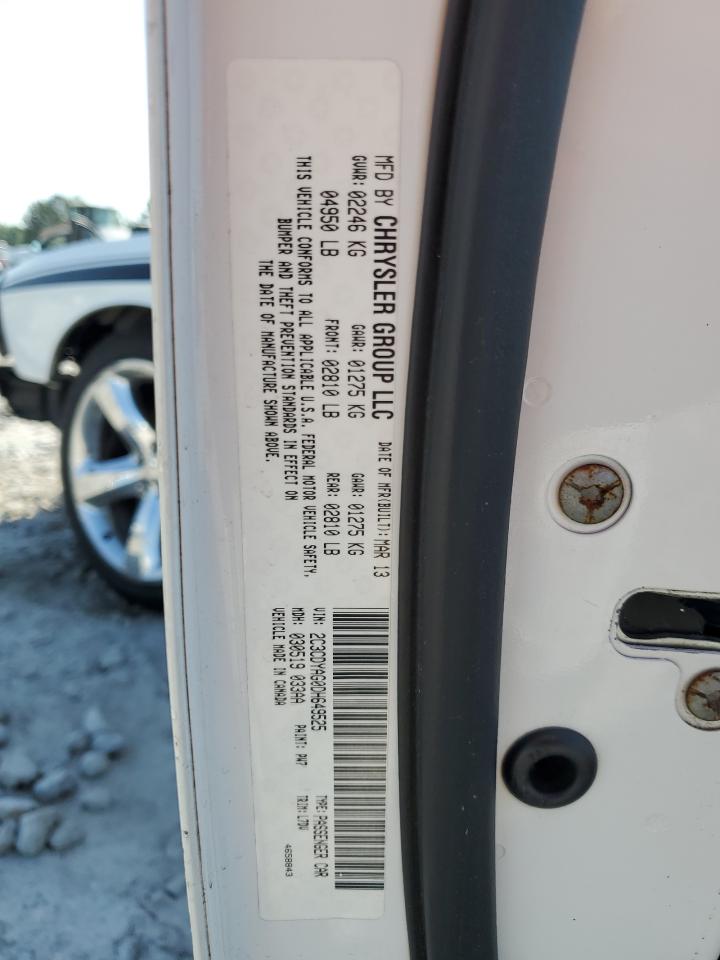 MFD BY CHRYSLER GROUP LLC DATE OF MFR(BUILT): MAR 13
GVWR: 02246 KG GAWR: 01275 KG GAWR: 01275 KG
04950 LB FRONT: 02810 LB REAR: 02810 LB
THIS VEHICLE CONFORMS TO ALL APPLICABLE U.S.A. FEDERAL MOTOR VEHICLE SAFETY,
BUMPER AND THEFT PREVENTION STANDARDS IN EFFECT ON
THE DATE OF MANUFACTURE SHOWN ABOVE.
VIN: 2C3CDYAG0DH649525 TYPE: PASSENGER CAR
MDH: 030519 033AA PAINT: PW7 TRIM: L7DV
VEHICLE MADE IN CANADA 4658843